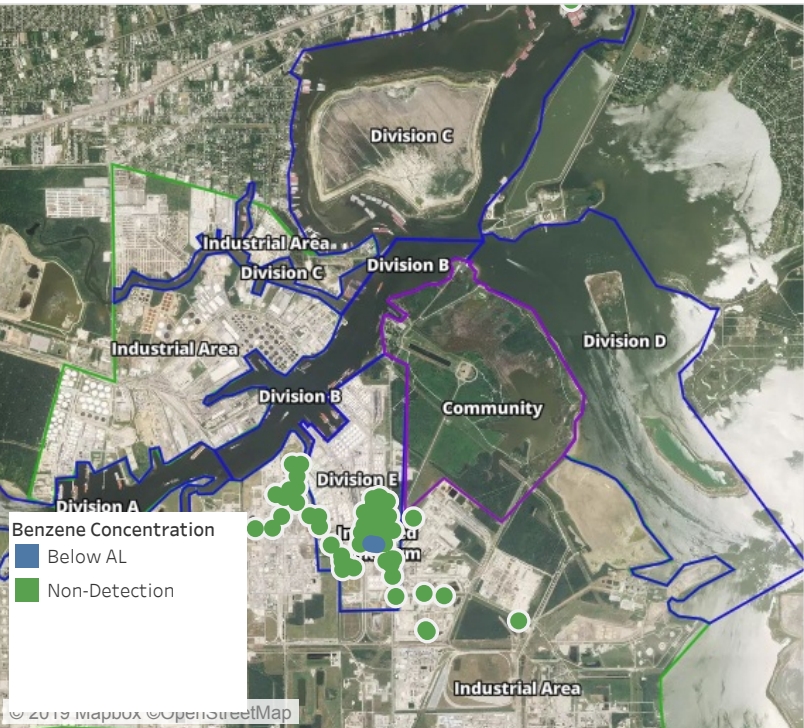 Division C
Industrial Area
Division C
Division B
Industrial Area
Division D
Division B
Community
Division E
Division A
Benzene Concentration
Below AL
Non-Detection
Industrial Area
© 2019 Mapbox ©OpenStreetMap